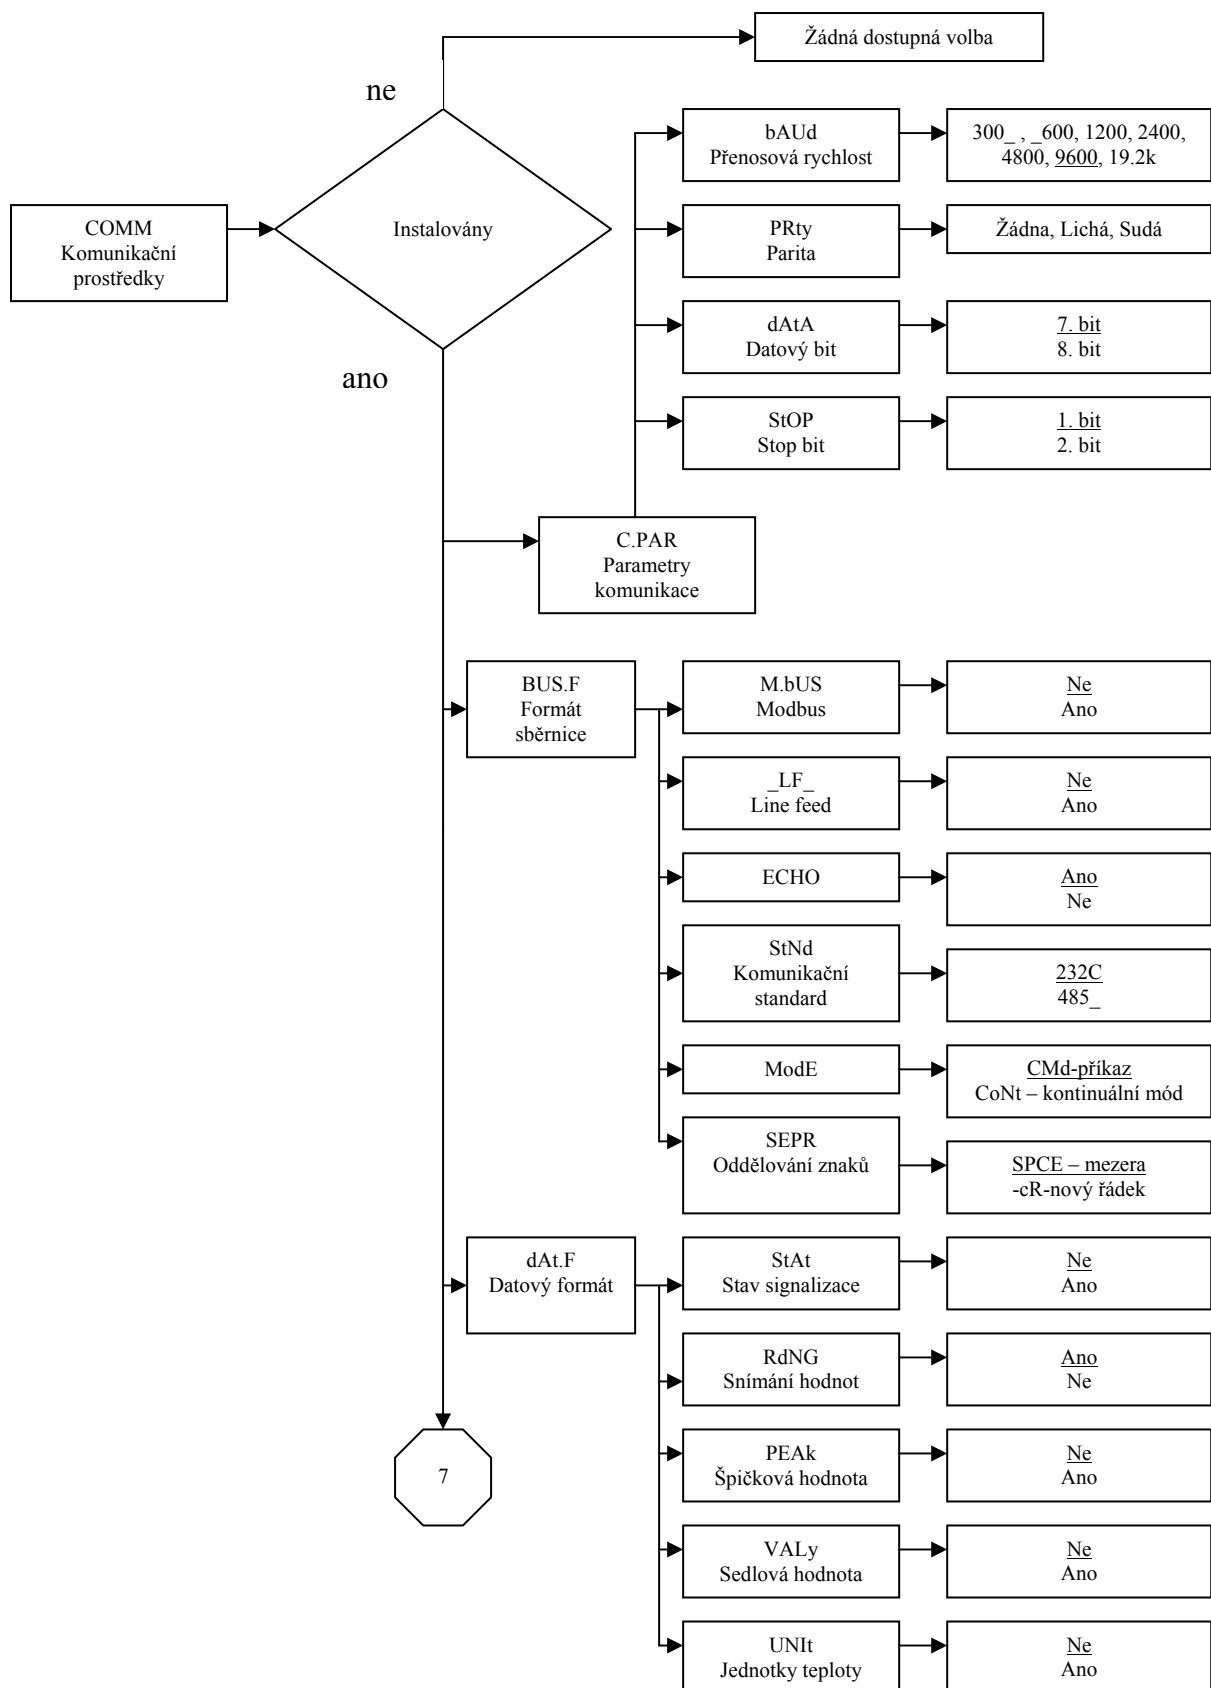 Žádná dostupná volba
ne
bAUd
Přenosová rychlost
300_ , _600, 1200, 2400,
4800, 9600, 19.2k
COMM
Komunikační
prostředky
Instalovány
PRty
Parita
Žádna, Lichá, Sudá
dAtA
Datový bit
7. bit
8. bit
ano
StOP
Stop bit
1. bit
2. bit
C.PAR
Parametry
komunikace
BUS.F
Formát
sběrnice
M.bUS
Modbus
Ne
Ano
_LF_
Line feed
Ne
Ano
ECHO
Ano
Ne
StNd
Komunikační
standard
232C
485_
ModE
CMd-příkaz
CoNt – kontinuální mód
SEPR
Oddělování znaků
SPCE – mezera
-cR-nový řádek
dAt.F
Datový formát
StAt
Stav signalizace
Ne
Ano
RdNG
Snímání hodnot
Ano
Ne
7
PEAk
Špičková hodnota
Ne
Ano
VALy
Sedlová hodnota
Ne
Ano
UNIt
Jednotky teploty
Ne
Ano